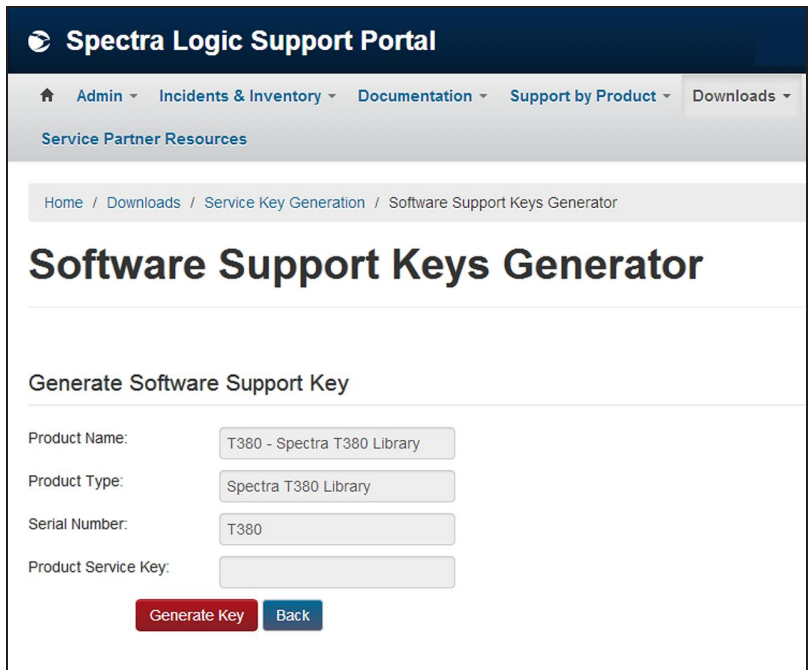 Spectra Logic Support Portal
Admin Incidents & Inventory Documentation Support by Product Downloads
Service Partner Resources
Home / Downloads / Service Key Generation / Software Support Keys Generator
Software Support Keys Generator
Generate Software Support Key
Product Name: T380 - Spectra T380 Library
Product Type: Spectra T380 Library
Serial Number: T380
Product Service Key:
Generate Key Back